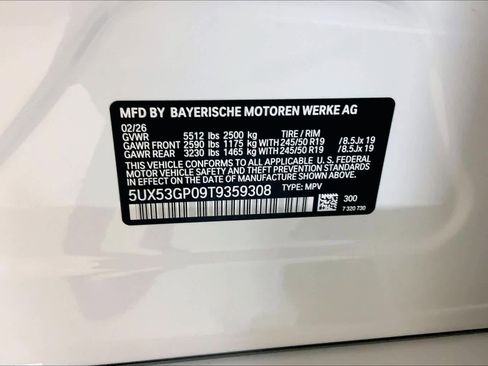 MFD BY BAYERISCHE MOTOREN WERKE AG
02/26
GVWR 5512 lbs 2500 kg TIRE / RIM
GAWR FRONT 2590 lbs 1175 kg WITH 245/50 R19 / 8.5Jx 19
GAWR REAR 3230 lbs 1465 kg WITH 245/50 R19 / 8.5Jx 19
THIS VEHICLE CONFORMS TO ALL APPLICABLE U.S. FEDERAL
MOTOR VEHICLE SAFETY AND THEFT PREVENTION STANDARDS IN
EFFECT ON THE DATE OF MANUFACTURE SHOWN ABOVE.
5UX53GP09T9359308 TYPE: MPV
300
7 320 730